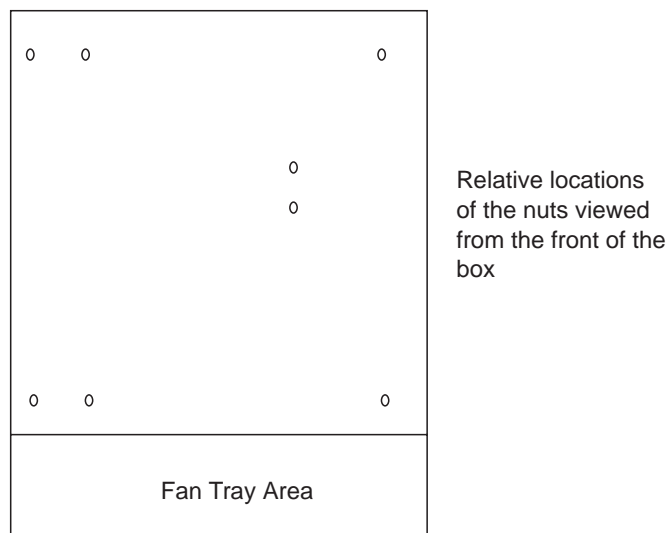 Relative locations
of the nuts viewed
from the front of the
box
Fan Tray Area